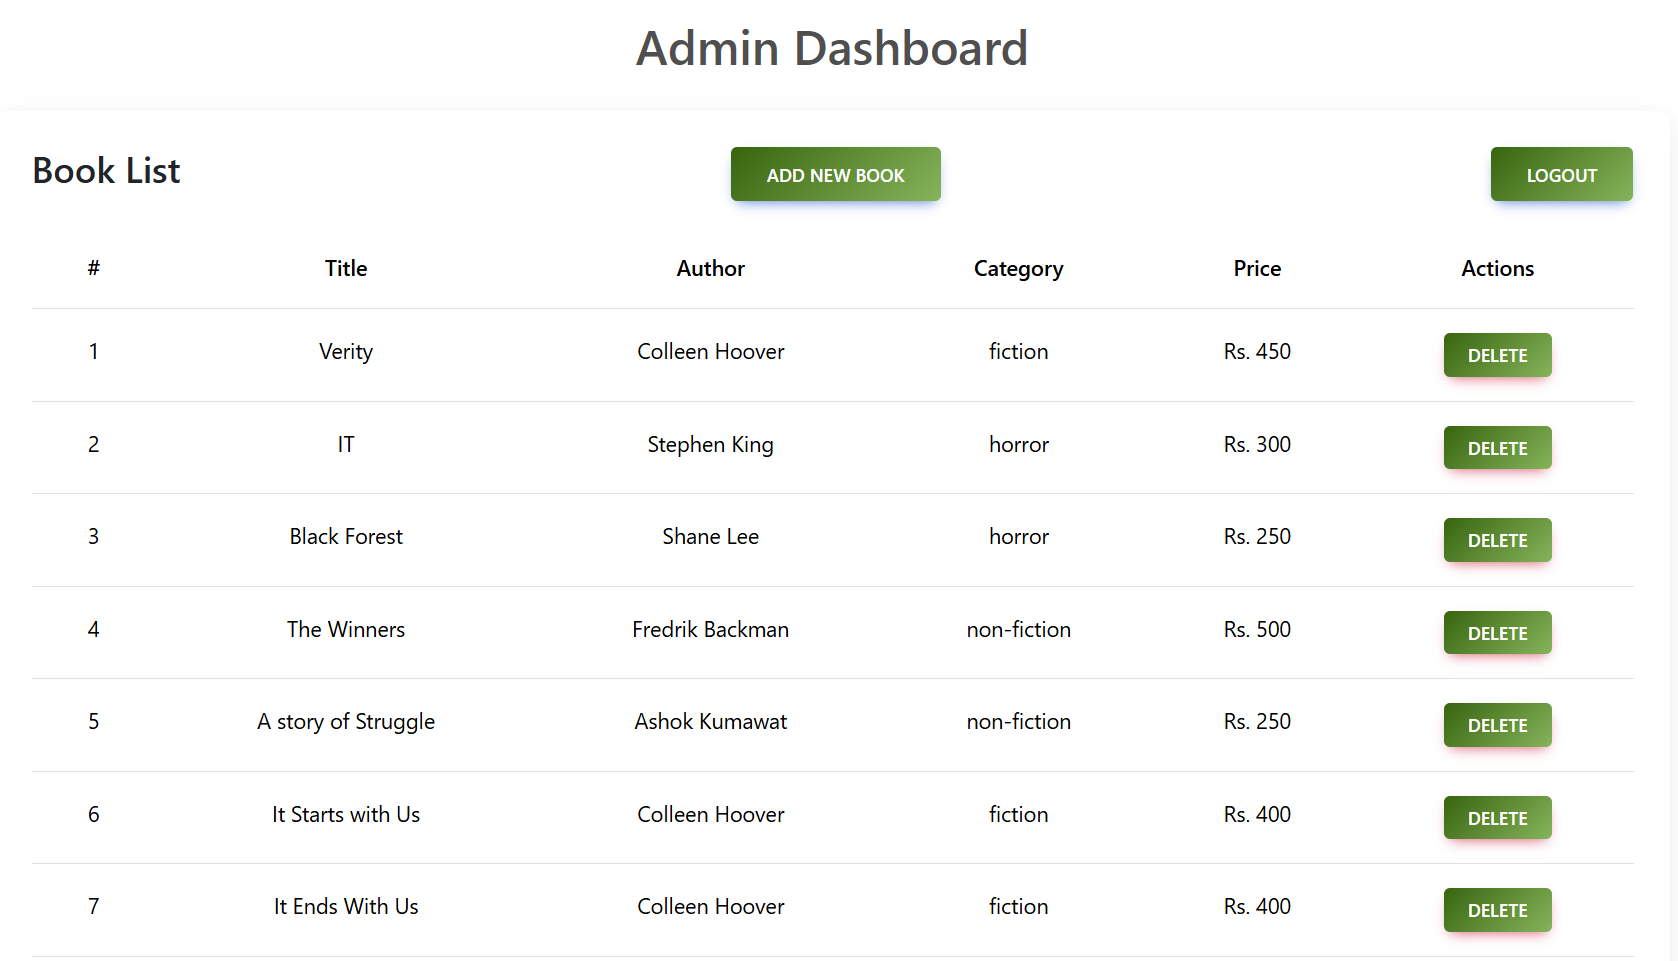 Admin Dashboard
Book List ADD NEW BOOK LOGOUT
# Title Author Category Price Actions
1 Verity Colleen Hoover fiction Rs. 450 DELETE
2 IT Stephen King horror Rs. 300 DELETE
3 Black Forest Shane Lee horror Rs. 250 DELETE
4 The Winners Fredrik Backman non-fiction Rs. 500 DELETE
5 A story of Struggle Ashok Kumawat non-fiction Rs. 250 DELETE
6 It Starts with Us Colleen Hoover fiction Rs. 400 DELETE
7 It Ends With Us Colleen Hoover fiction Rs. 400 DELETE